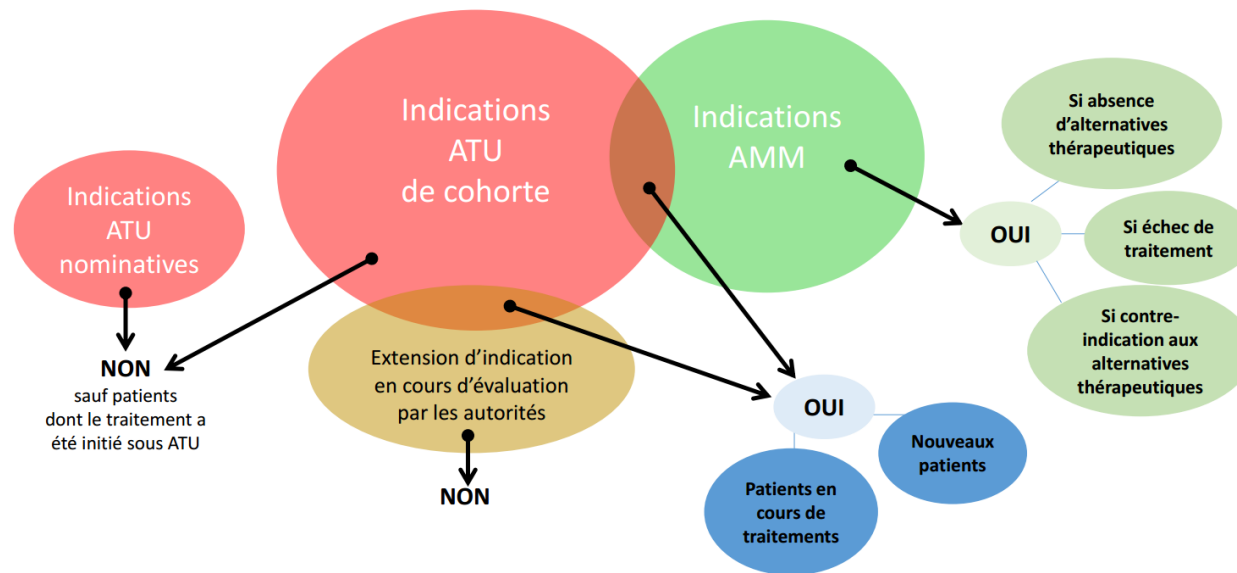 Indications
ATU
de cohorte
Indications
AMM
Indications
ATU
nominatives
Si absence
d’alternatives
thérapeutiques
OUI
Si échec de
traitement
Si contre-
indication aux
alternatives
thérapeutiques
NON
sauf patients
dont le traitement a
été initié sous ATU
Extension d’indication
en cours d’évaluation
par les autorités
NON
OUI
Nouveaux
patients
Patients en
cours de
traitements